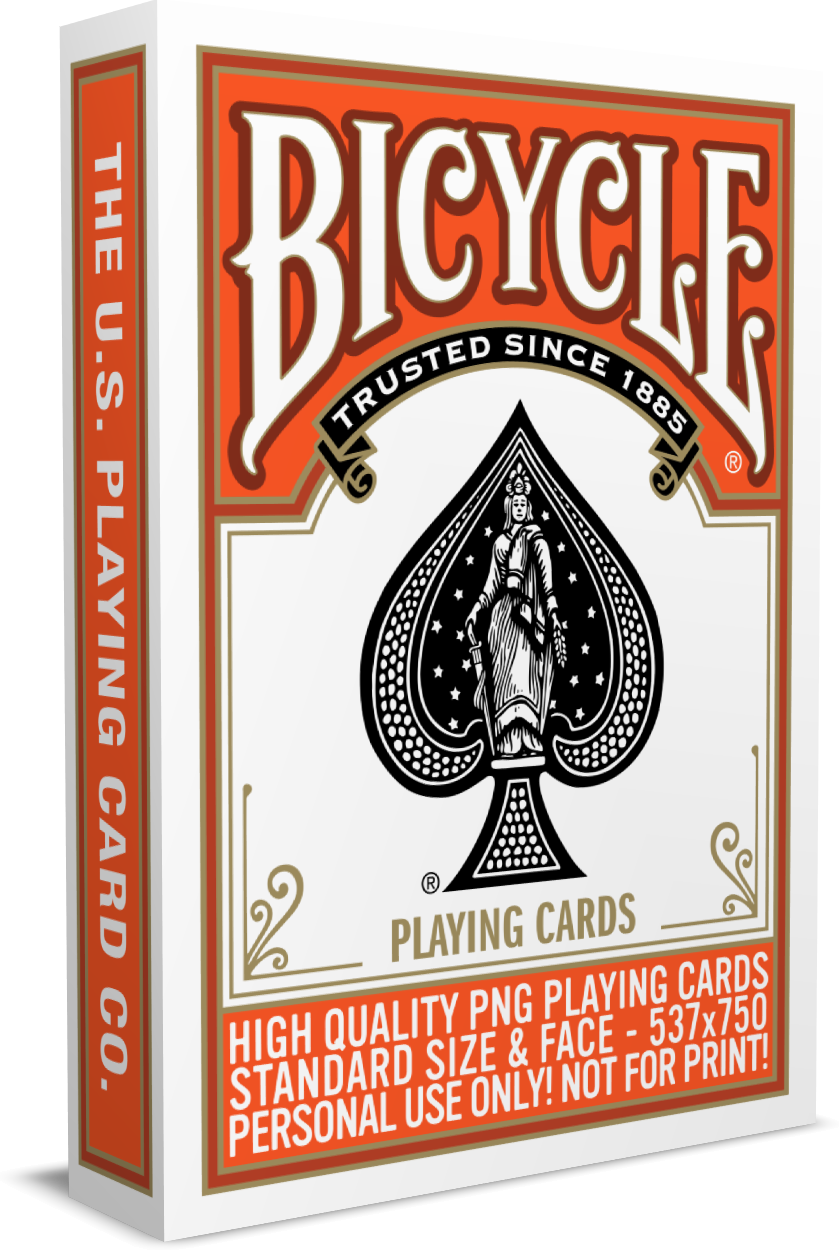 THE U.S. PLAYING CARD CO.
BICYCLE
®
TRUSTED SINCE 1885
®
PLAYING CARDS
HIGH QUALITY PNG PLAYING CARDS
STANDARD SIZE & FACE - 537x750
PERSONAL USE ONLY! NOT FOR PRINT!